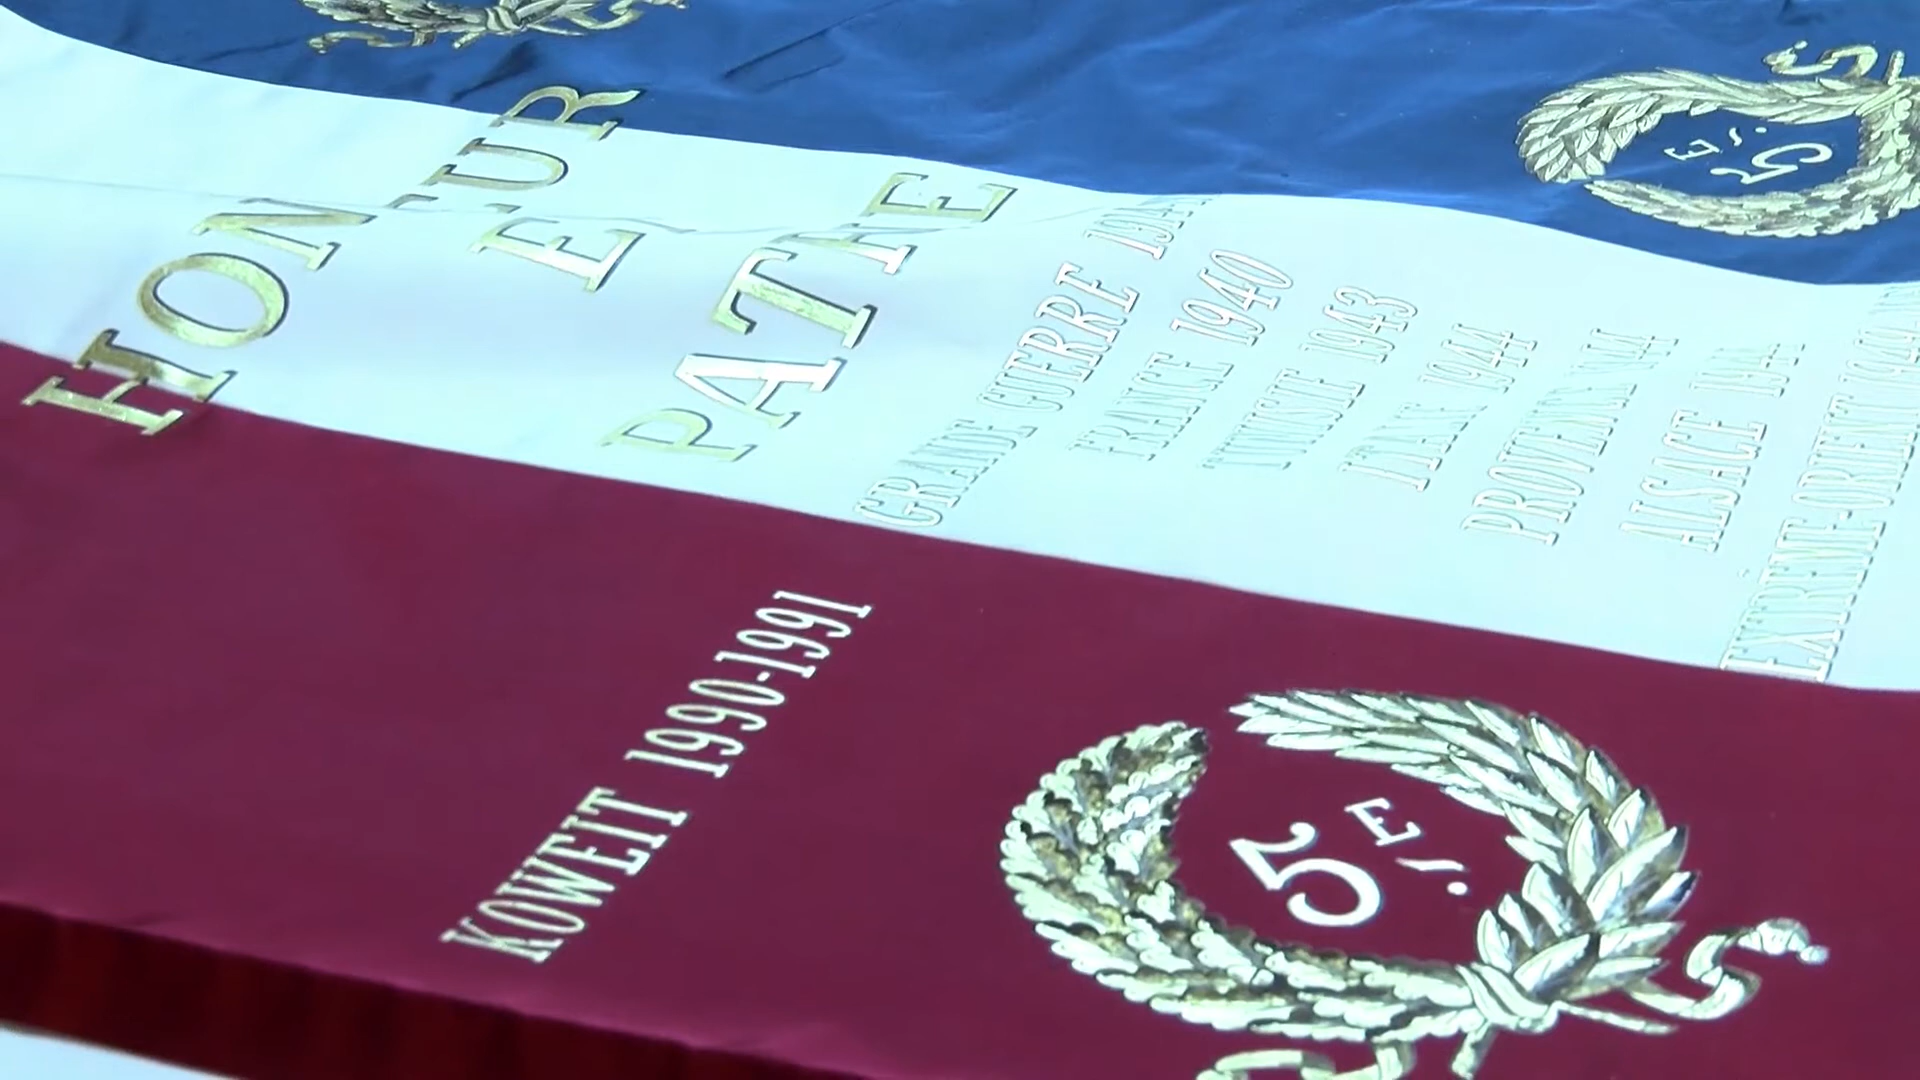 HONNEUR
ET
PATRIE
GRANDE GUERRE
FRANCE 1940
TUNISIE 1943
ITALIE 1944
PROVENCE 1944
ALSACE
EXTRÊME-ORIENT
KOWEIT 1990-1991
5E.
5E.